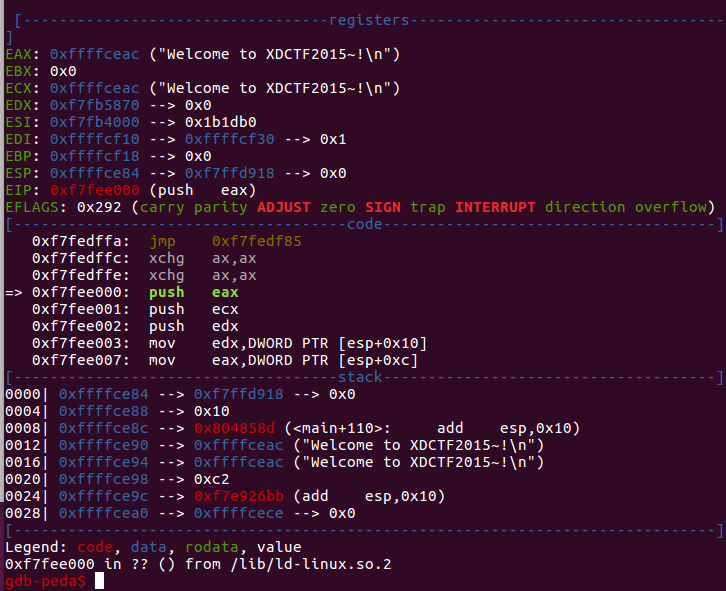 [----------------------------------registers-----------------------------------
]
EAX: 0xffffceac ("Welcome to XDCTF2015~!\n")
EBX: 0x0
ECX: 0xffffceac ("Welcome to XDCTF2015~!\n")
EDX: 0xf7fb5870 --> 0x0
ESI: 0xf7fb4000 --> 0x1b1db0
EDI: 0xffffcf10 --> 0xffffcf30 --> 0x1
EBP: 0xffffcf18 --> 0x0
ESP: 0xffffce84 --> 0xf7ffd918 --> 0x0
EIP: 0xf7fee000 (push   eax)
EFLAGS: 0x292 (carry parity ADJUST zero SIGN trap INTERRUPT direction overflow)
[-------------------------------------code-------------------------------------]
   0xf7fedffa:  jmp    0xf7fedf85
   0xf7fedffc:  xchg   ax,ax
   0xf7fedffe:  xchg   ax,ax
=> 0xf7fee000:  push   eax
   0xf7fee001:  push   ecx
   0xf7fee002:  push   edx
   0xf7fee003:  mov    edx,DWORD PTR [esp+0x10]
   0xf7fee007:  mov    eax,DWORD PTR [esp+0xc]
[------------------------------------stack-------------------------------------]
0000| 0xffffce84 --> 0xf7ffd918 --> 0x0
0004| 0xffffce88 --> 0x10
0008| 0xffffce8c --> 0x804858d (<main+110>:     add    esp,0x10)
0012| 0xffffce90 --> 0xffffceac ("Welcome to XDCTF2015~!\n")
0016| 0xffffce94 --> 0xffffceac ("Welcome to XDCTF2015~!\n")
0020| 0xffffce98 --> 0xc2
0024| 0xffffce9c --> 0xf7e926bb (add    esp,0x10)
0028| 0xffffcea0 --> 0xffffcece --> 0x0
[------------------------------------------------------------------------------]
Legend: code, data, rodata, value
0xf7fee000 in ?? () from /lib/ld-linux.so.2
gdb-peda$